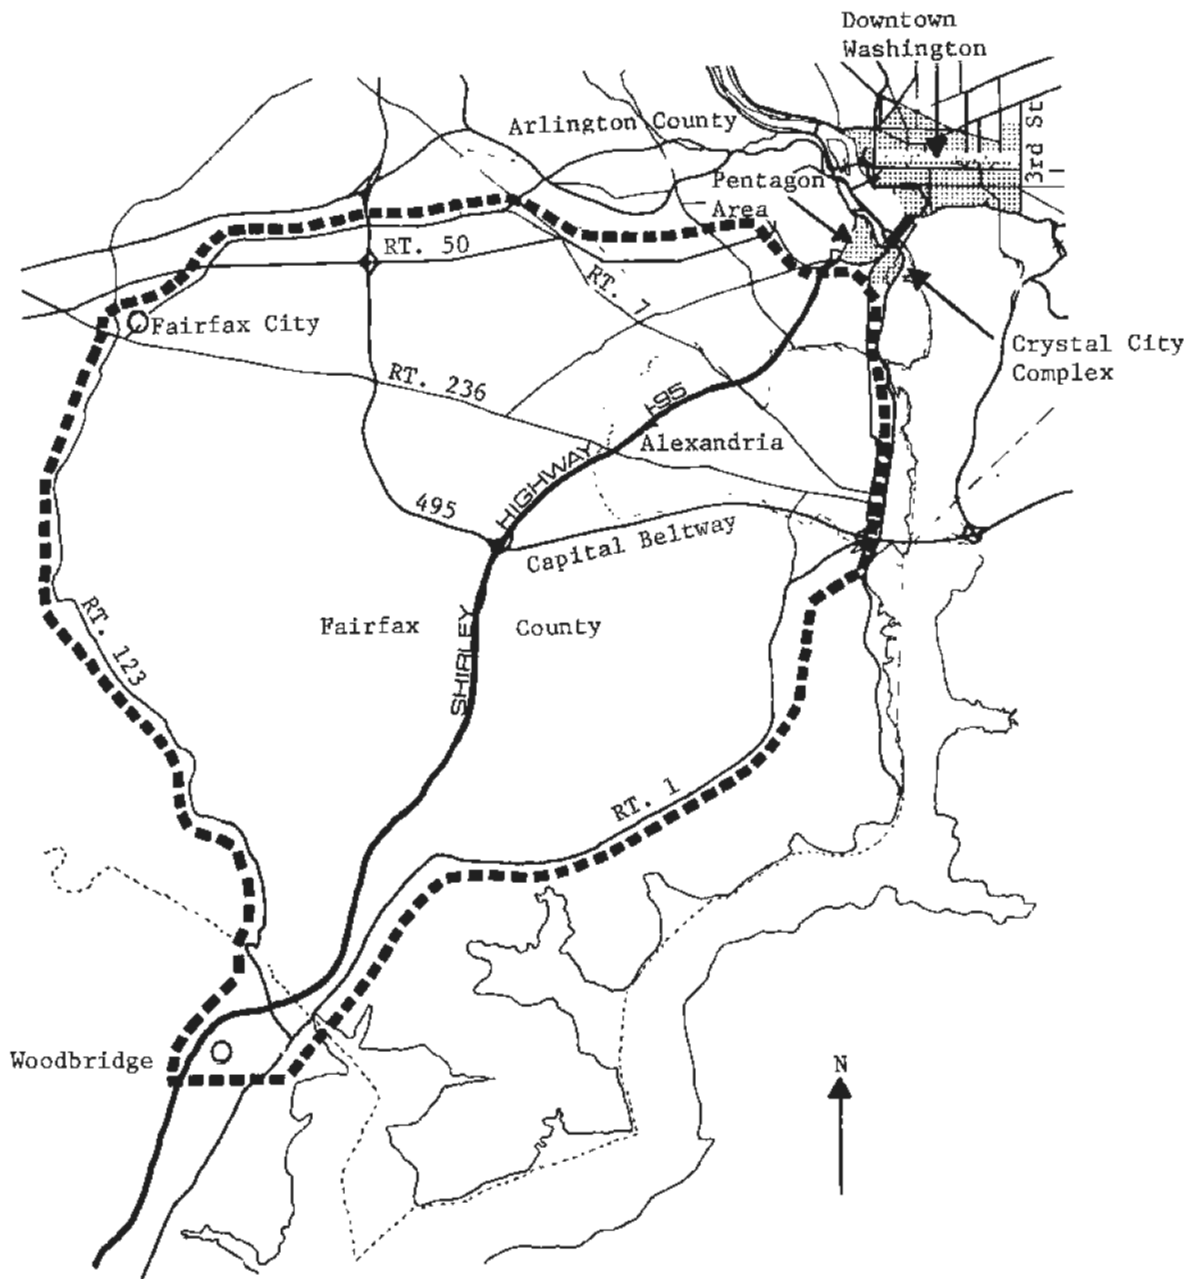 Downtown
Washington
Arlington County
3rd St
Pentagon
Area
RT. 50
RT. 7
Fairfax City
Crystal City
Complex
RT. 236
I-95
Alexandria
HIGHWAY
495
Capital Beltway
RT. 123
Fairfax County
SHIRLEY
RT. 1
Woodbridge
N